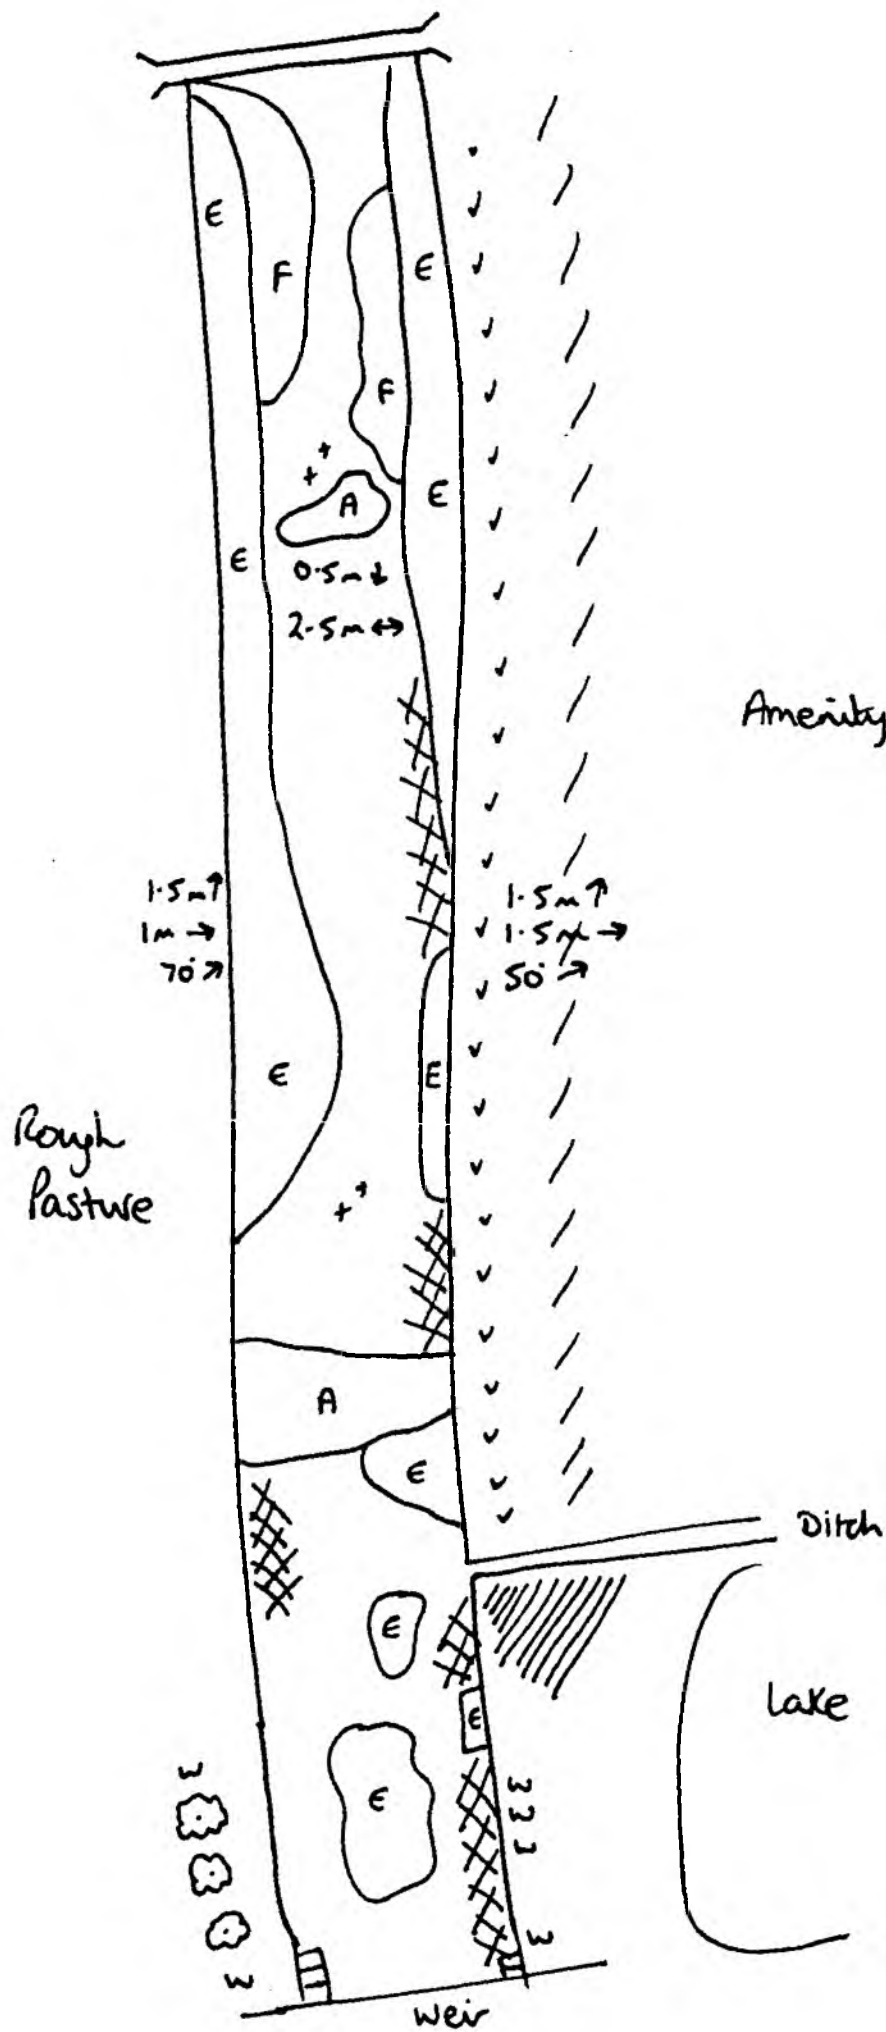 E
F
E
F
A
E
E
0.5m ↓
2.5m ↔
Amenity
1.5m ↑
1m →
70° ↗
1.5m ↑
1.5m →
50° ↗
E
E
Rough
Pasture
A
E
Ditch
E
Lake
E
E
Weir